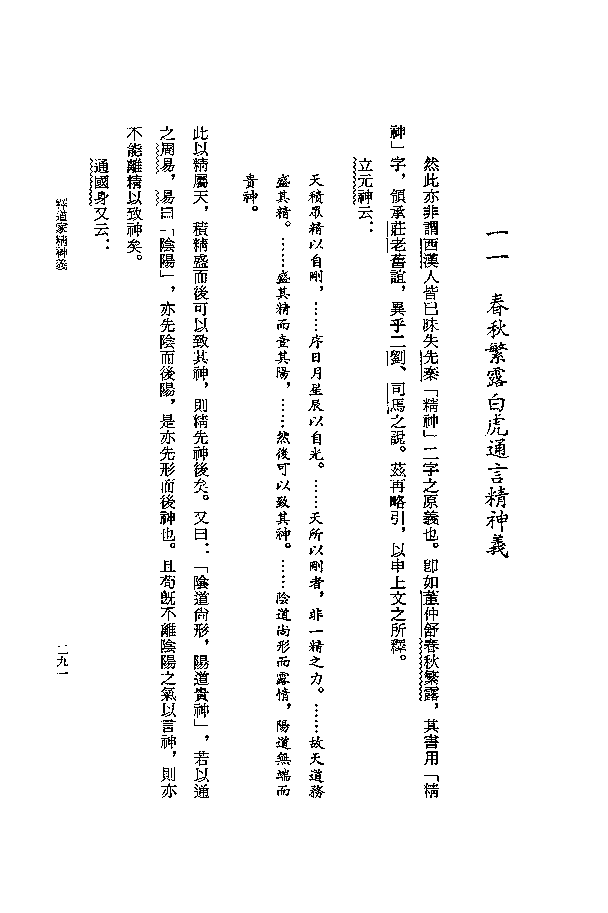 一一　春秋繁露白虎通言精神義
然此亦非謂西漢人皆已昧失先秦「精神」二字之原義也。卽如董仲舒春秋繁露，其書用「精
神」字，頗承莊老舊誼，異乎二劉、司馬之說。茲再略引，以申上文之所釋。
立元神云：
天積眾精以自剛，……序日月星辰以自光。……天所以剛者，非一精之力。……故天道務
盛其精。……盛其精而壹其陽，……然後可以致其神。……陰道尚形而露情，陽道無端而
貴神。
此以精屬天，積精盛而後可以致其神，則精先神後矣。又曰：「陰道尚形，陽道貴神」，若以通
之周易，易曰「陰陽」，亦先陰而後陽，是亦先形而後神也。且苟旣不離陰陽之氣以言神，則亦
不能離精以致神矣。
通國身又云：
釋道家精神義
二九一